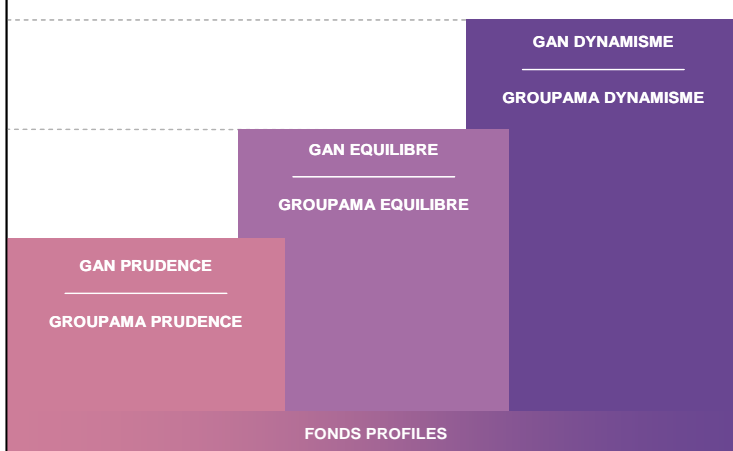 GAN DYNAMISME
GROUPAMA DYNAMISME
GAN EQUILIBRE
GROUPAMA EQUILIBRE
GAN PRUDENCE
GROUPAMA PRUDENCE
FONDS PROFILES